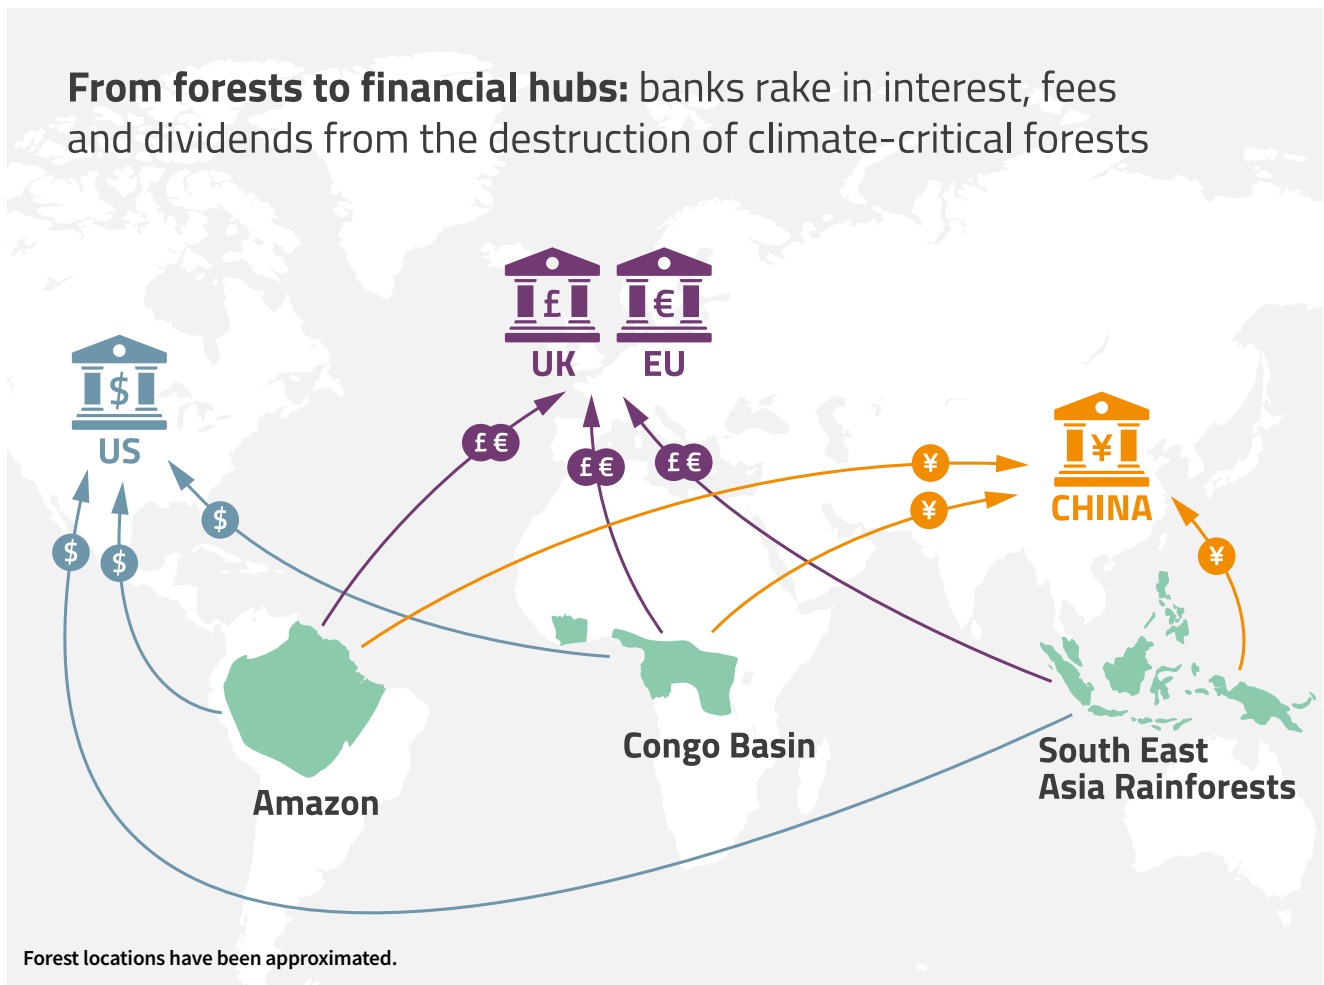 From forests to financial hubs: banks rake in interest, fees
and dividends from the destruction of climate-critical forests
£
€
UK
EU
$
US
¥
CHINA
£ €
£ €
£ €
¥
¥
¥
$
$
$
Amazon
Congo Basin
South East
Asia Rainforests
Forest locations have been approximated.